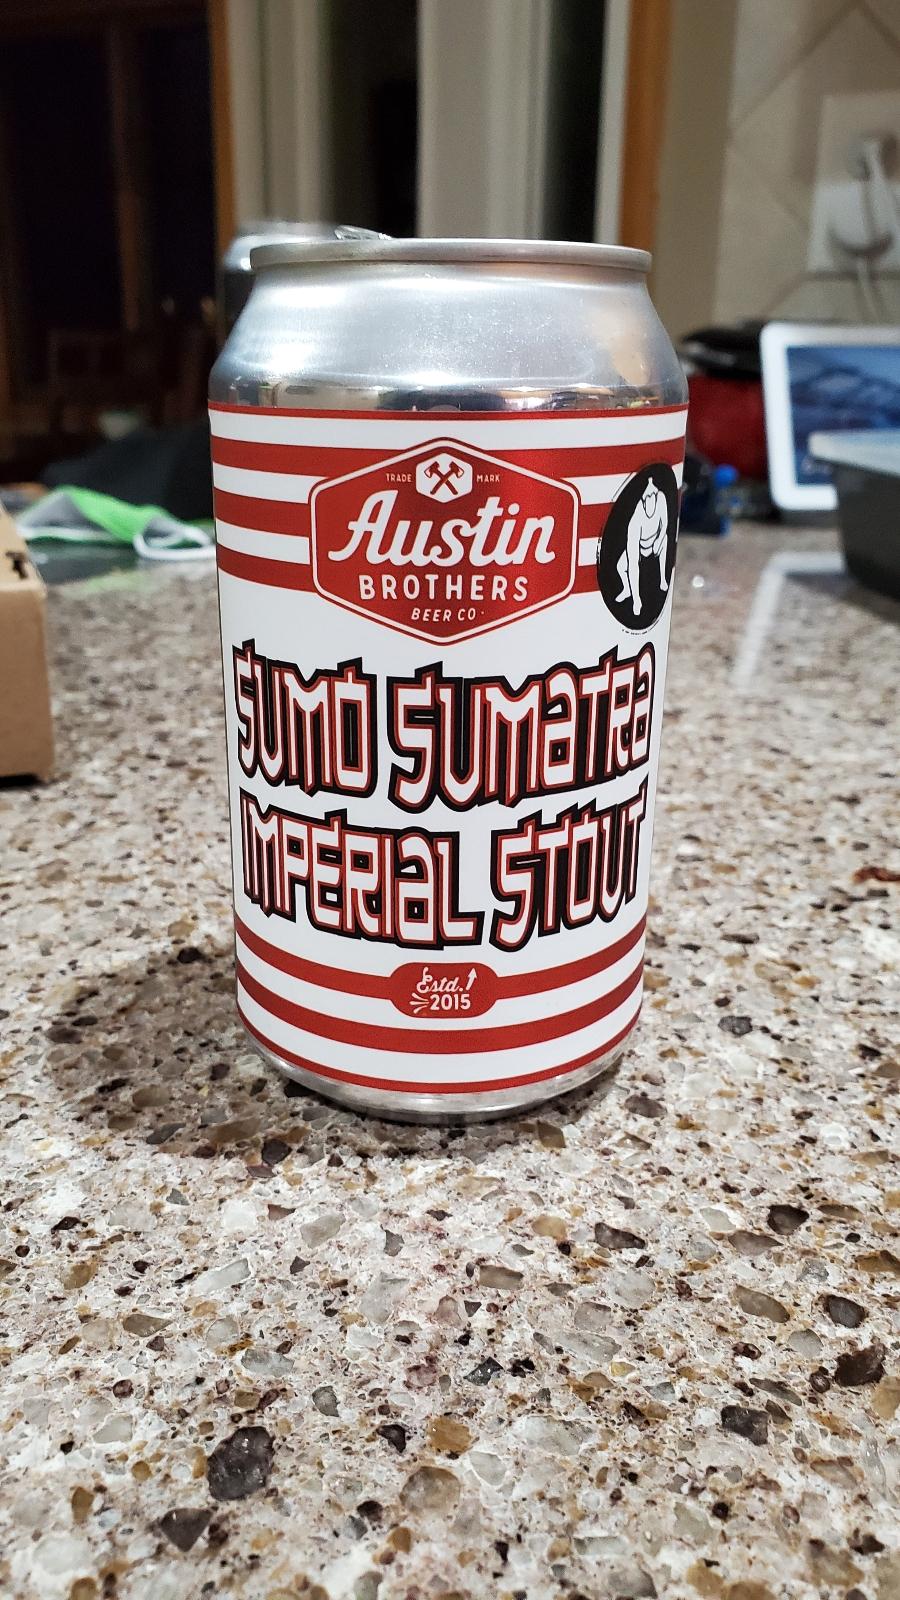 TRADE MARK
Austin
BROTHERS
BEER CO.
SUMO SUMATRA
IMPERIAL STOUT
Estd.
2015